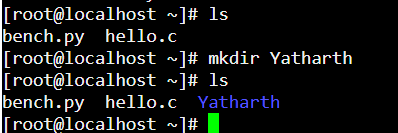 [root@localhost ~]# ls
bench.py  hello.c
[root@localhost ~]# mkdir Yatharth
[root@localhost ~]# ls
bench.py  hello.c  Yatharth
[root@localhost ~]#